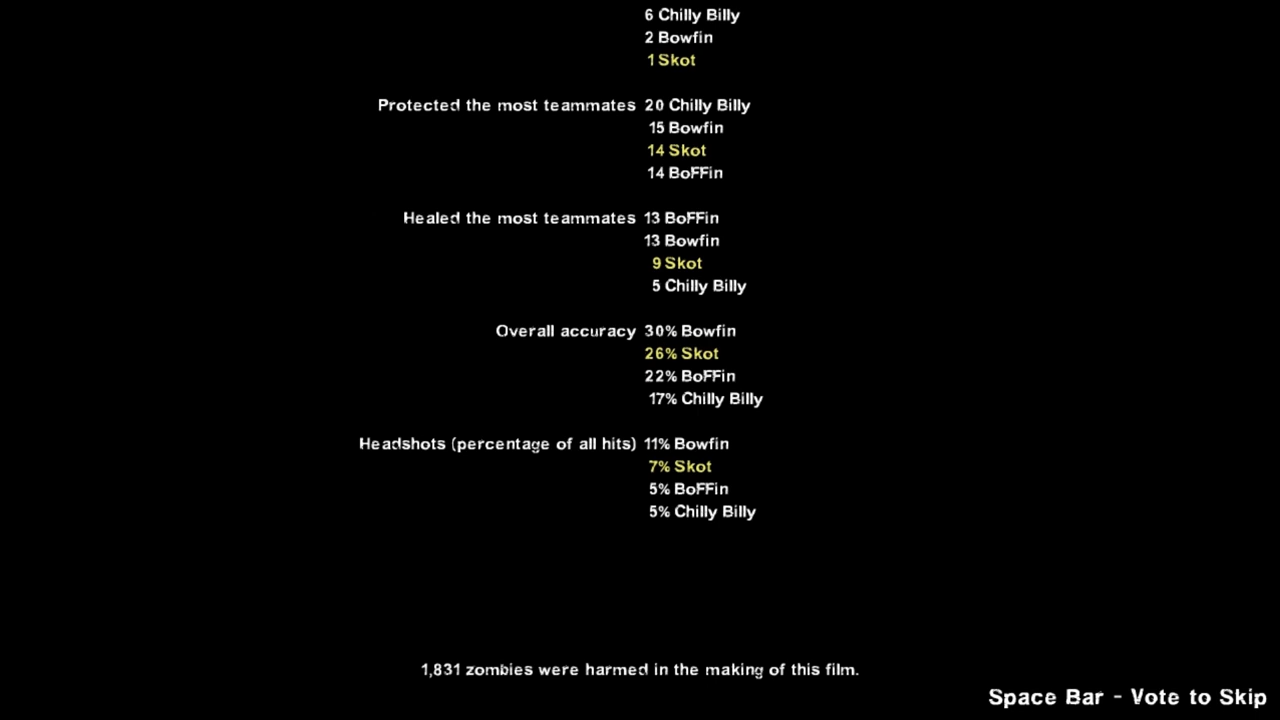 6 Chilly Billy
2 Bowfin
1 Skot
Protected the most teammates 20 Chilly Billy
15 Bowfin
14 Skot
14 BoFFin
Healed the most teammates 13 BoFFin
13 Bowfin
9 Skot
5 Chilly Billy
Overall accuracy 30% Bowfin
26% Skot
22% BoFFin
17% Chilly Billy
Headshots (percentage of all hits) 11% Bowfin
7% Skot
5% BoFFin
5% Chilly Billy
1,831 zombies were harmed in the making of this film.
Space Bar - Vote to Skip